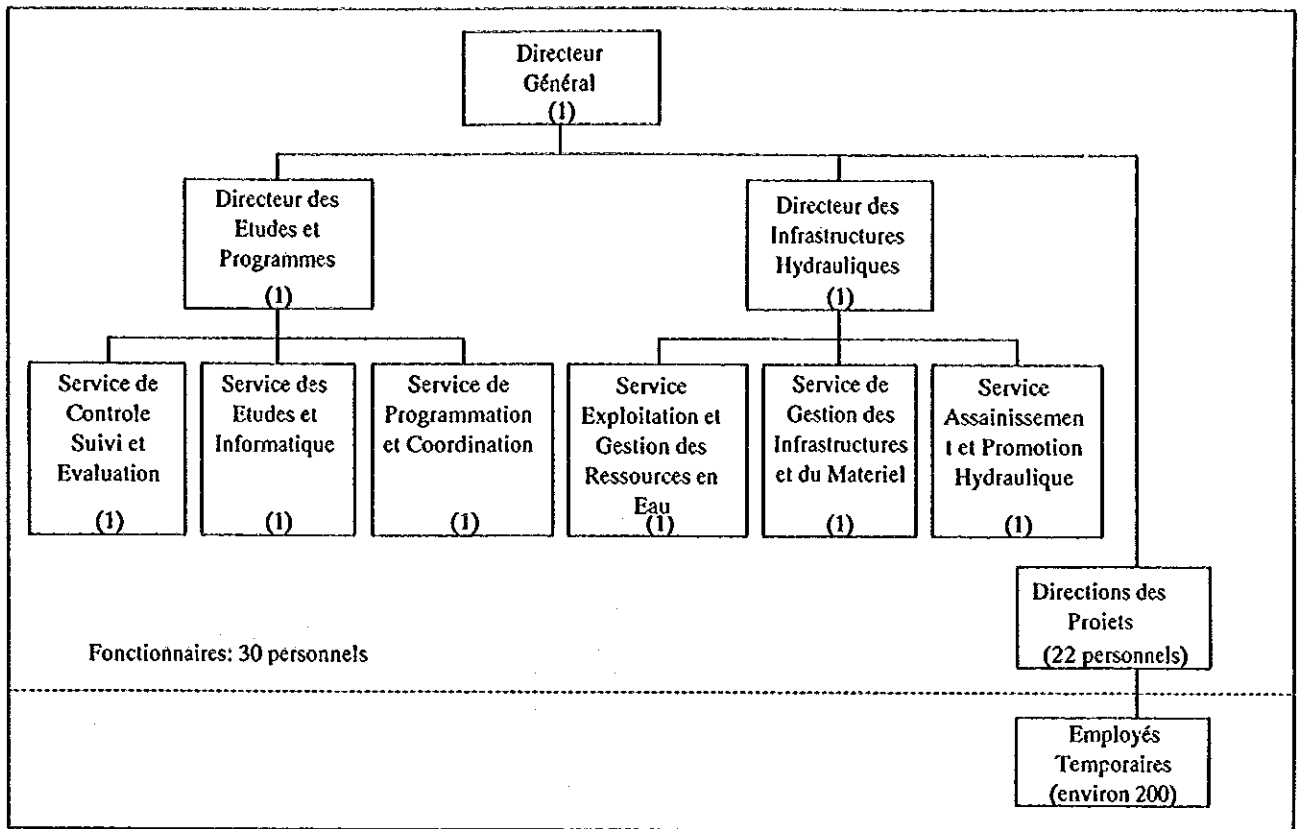 Directeur
Général
(1)
Directeur des
Etudes et
Programmes
(1)
Directeur des
Infrastructures
Hydrauliques
(1)
Service de
Controle
Suivi et
Evaluation
(1)
Service des
Etudes et
Informatique
(1)
Service de
Programmation
et Coordination
(1)
Service
Exploitation et
Gestion des
Ressources en
Eau
(1)
Service de
Gestion des
Infrastructures
et du Materiel
(1)
Service
Assainissemen
t et Promotion
Hydraulique
(1)
Directions des
Proiets
(22 personnels)
Fonctionnaires: 30 personnels
Employés
Temporaires
(environ 200)